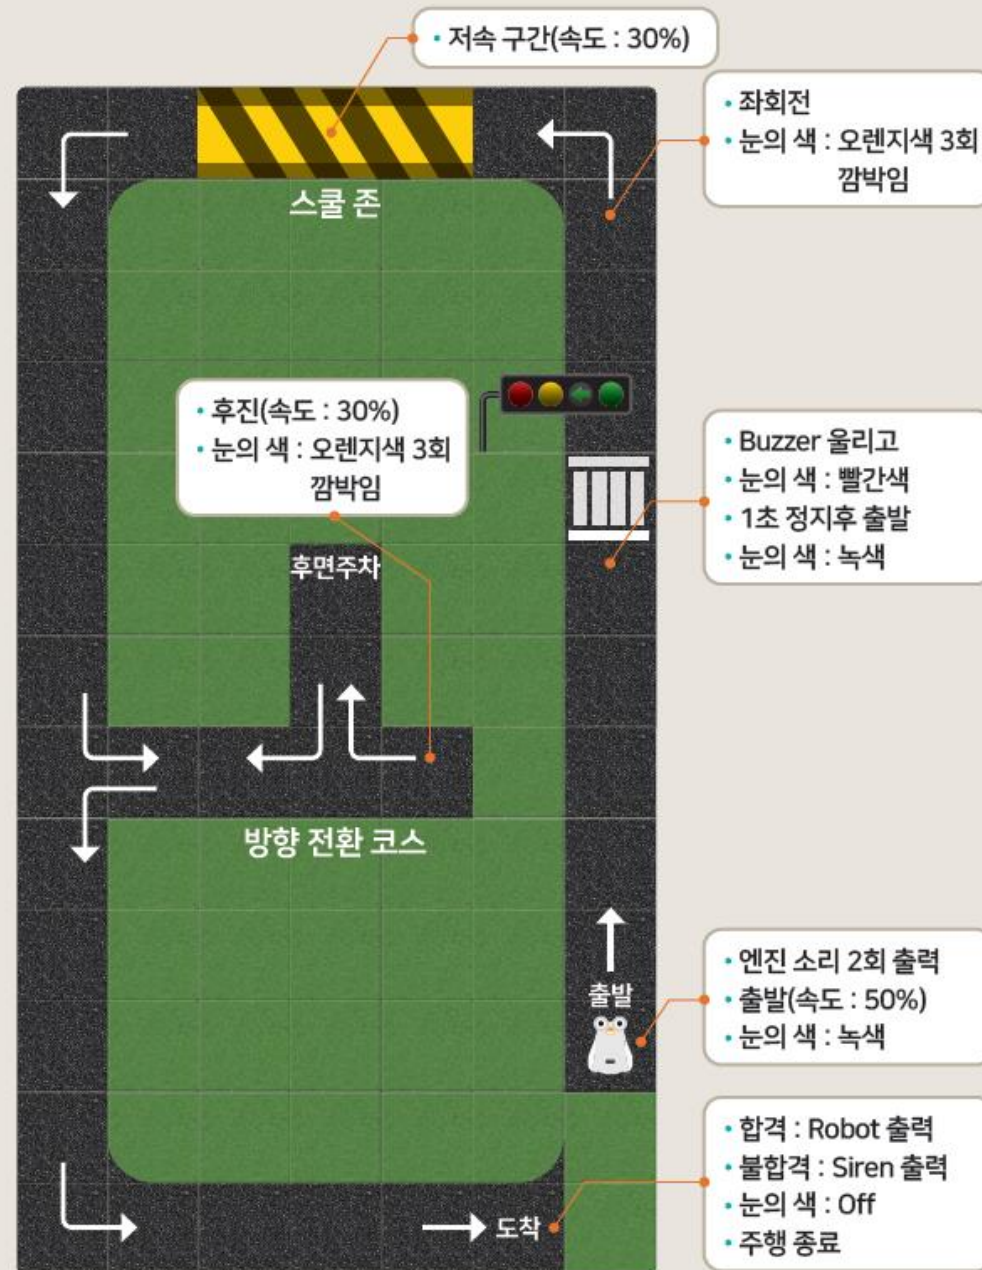 • 저속 구간(속도 : 30%)
• 좌회전
• 눈의 색 : 오렌지색 3회
깜박임
스쿨 존
• 후진(속도 : 30%)
• 눈의 색 : 오렌지색 3회
깜박임
• Buzzer 울리고
• 눈의 색 : 빨간색
• 1초 정지후 출발
• 눈의 색 : 녹색
후면주차
방향 전환 코스
• 엔진 소리 2회 출력
• 출발(속도 : 50%)
• 눈의 색 : 녹색
출발
• 합격 : Robot 출력
• 불합격 : Siren 출력
• 눈의 색 : Off
• 주행 종료
도착